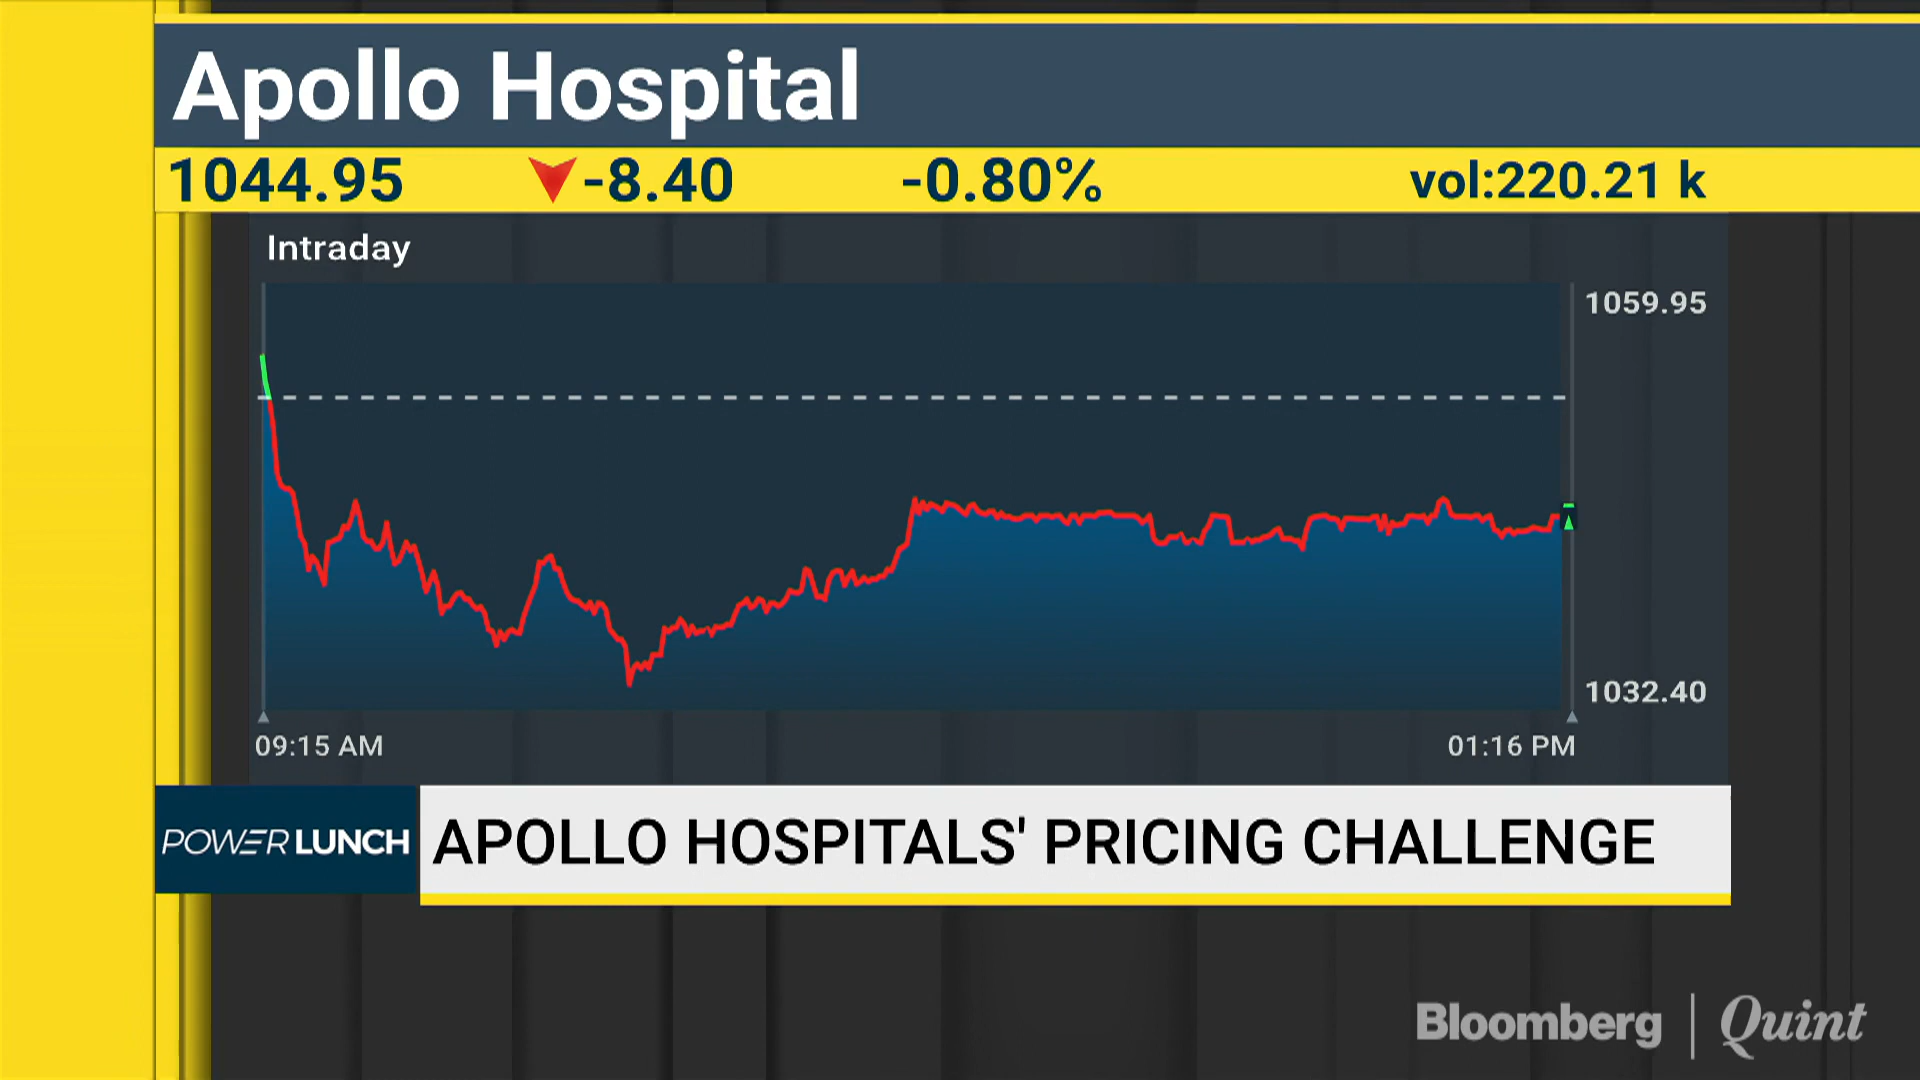 Apollo Hospital
1044.95 -8.40 -0.80% vol:220.21 k
Intraday
1059.95
1032.40
09:15 AM 01:16 PM
POWER LUNCH APOLLO HOSPITALS' PRICING CHALLENGE
Bloomberg | Quint